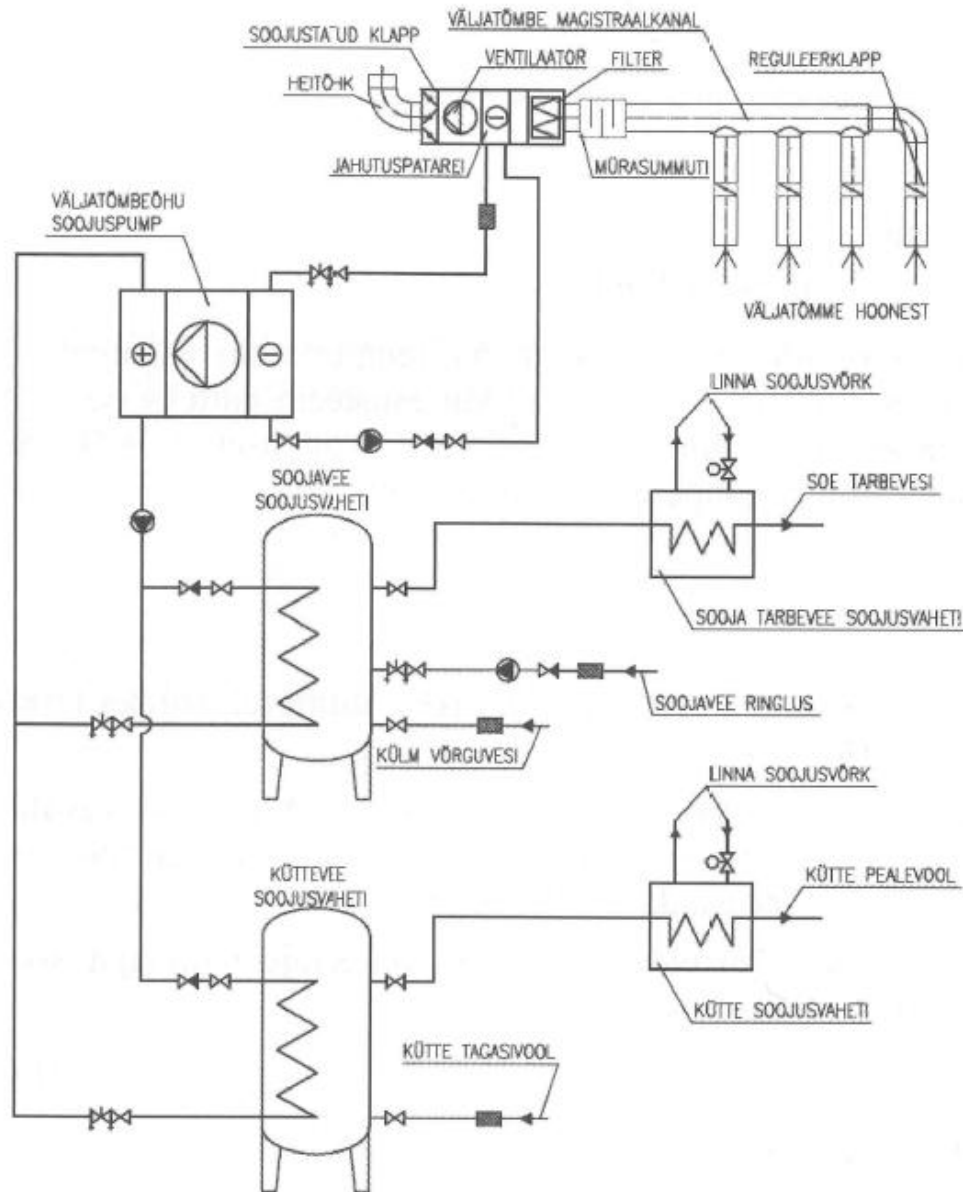 VÄLJATÕMBE MAGISTRAALKANAL
SOOJUSTATUD KLAPP
VENTILAATOR
FILTER
REGULEERKLAPP
HEITÕHK
JAHUTUSPATAREI
MÜRASUMMUTI
VÄLJATÕMBEÕHU
SOOJUSPUMP
VÄLJATÕMME HOONEST
LINNA SOOJUSVÕRK
SOOJAVEE
SOOJUSVAHETI
SOE TARBEVESI
SOOJA TARBEVEE SOOJUSVAHETI
SOOJAVEE RINGLUS
KÜLM VÕRGUVESI
LINNA SOOJUSVÕRK
KÜTTEVEE
SOOJUSVAHETI
KÜTTE PEALEVOOL
KÜTTE SOOJUSVAHETI
KÜTTE TAGASIVOOL